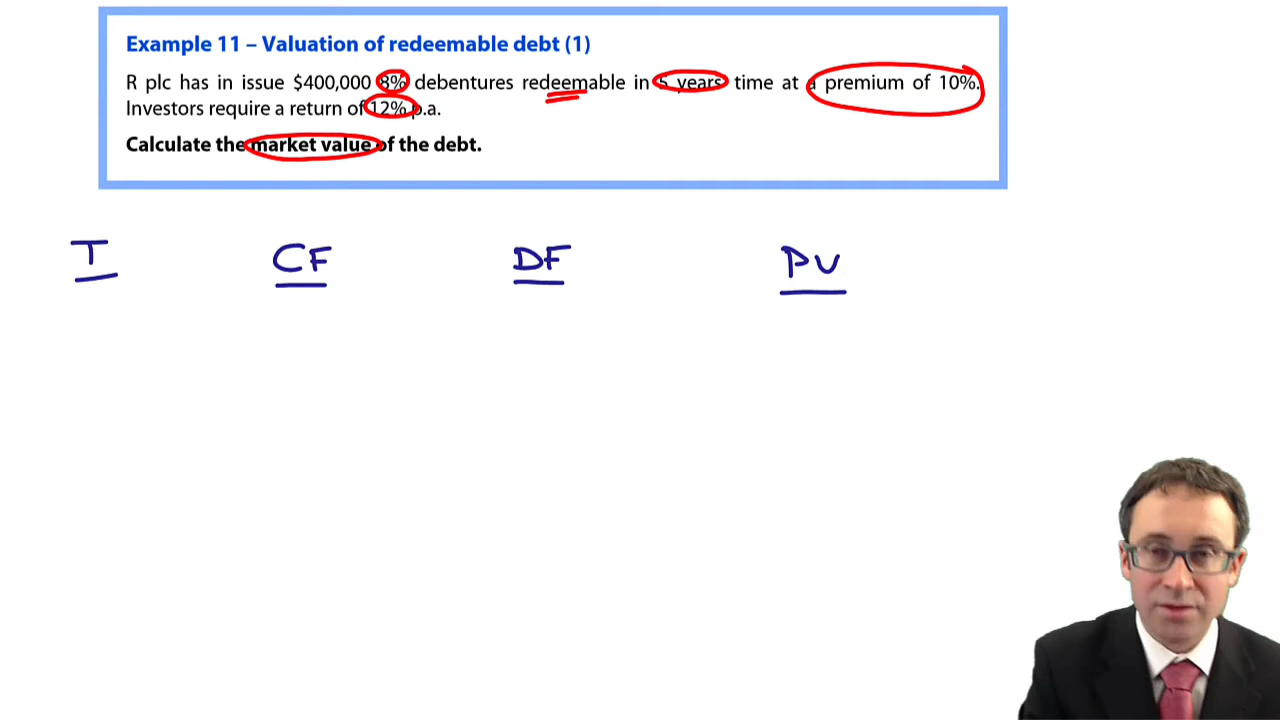 Example 11 – Valuation of redeemable debt (1)
R plc has in issue $400,000 8% debentures redeemable in 5 years time at a premium of 10%.
Investors require a return of 12% p.a.
Calculate the market value of the debt.
T CF DF PV